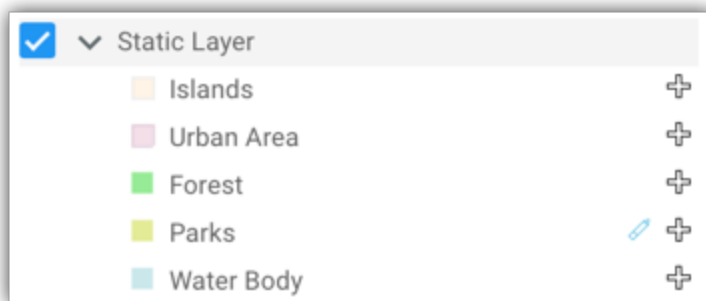 Static Layer
Islands
Urban Area
Forest
Parks
Water Body